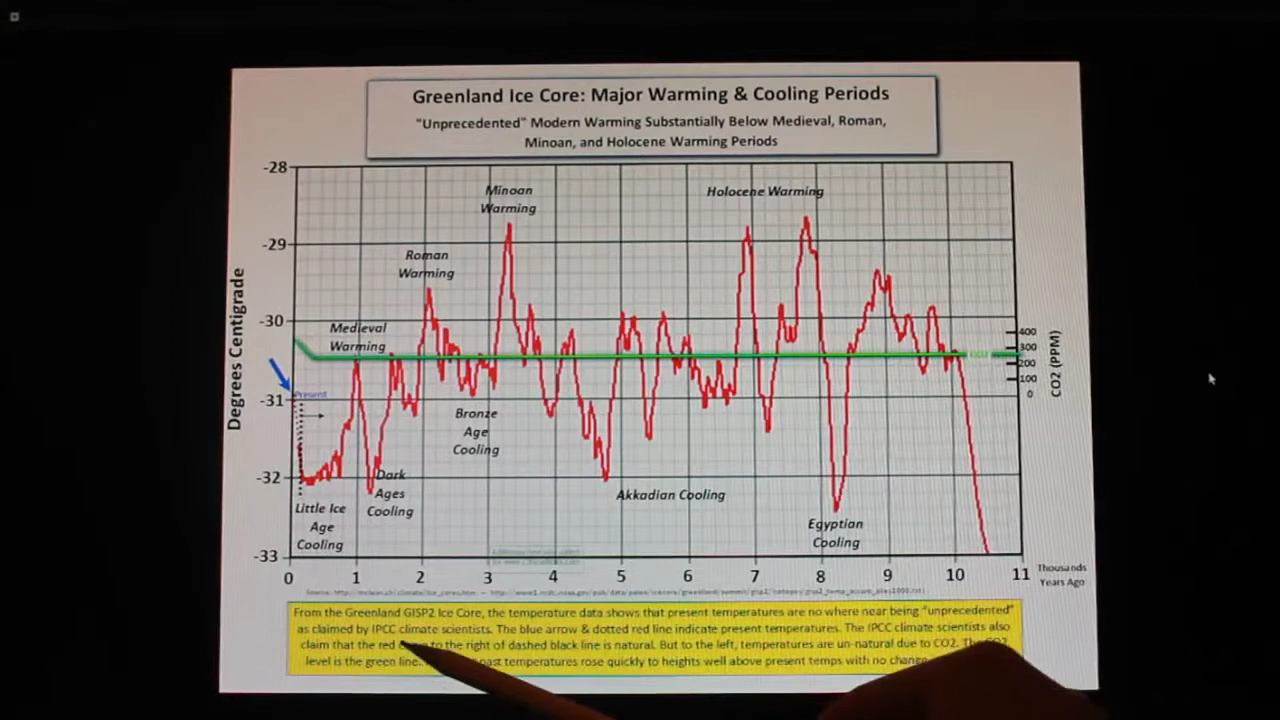 Greenland Ice Core: Major Warming & Cooling Periods
"Unprecedented" Modern Warming Substantially Below Medieval, Roman,
Minoan, and Holocene Warming Periods
-28
-29
-30
-31
-32
-33
Degrees Centigrade
Minoan
Warming
Holocene Warming
Roman
Warming
Medieval
Warming
Present
Bronze
Age
Cooling
Dark
Ages
Cooling
Little Ice
Age
Cooling
Akkadian Cooling
Egyptian
Cooling
400
300
200
100
0
CO2 (PPM)
0 1 2 3 4 5 6 7 8 9 10 11
Thousands
Years Ago
From the Greenland GISP2 Ice Core, the temperature data shows that present temperatures are no where near being "unprecedented"
as claimed by IPCC climate scientists. The blue arrow & dotted red line indicate present temperatures. The IPCC climate scientists also
claim that the red to the right of dashed black line is natural. But to the left, temperatures are un-natural due to CO2. The CO2
level is the green line. past temperatures rose quickly to heights well above present temps with no change